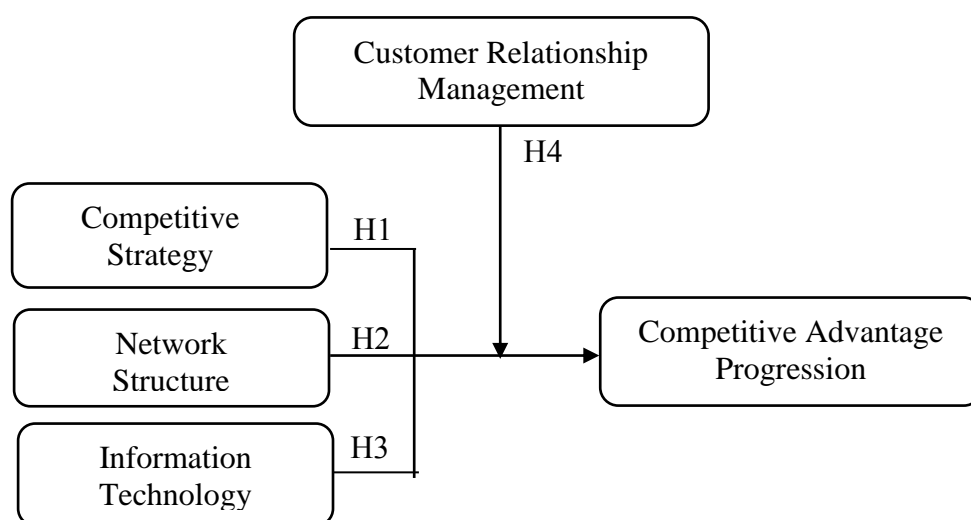 Customer Relationship
Management
H4
Competitive
Strategy
H1
Network
Structure
H2
Information
Technology
H3
Competitive Advantage
Progression